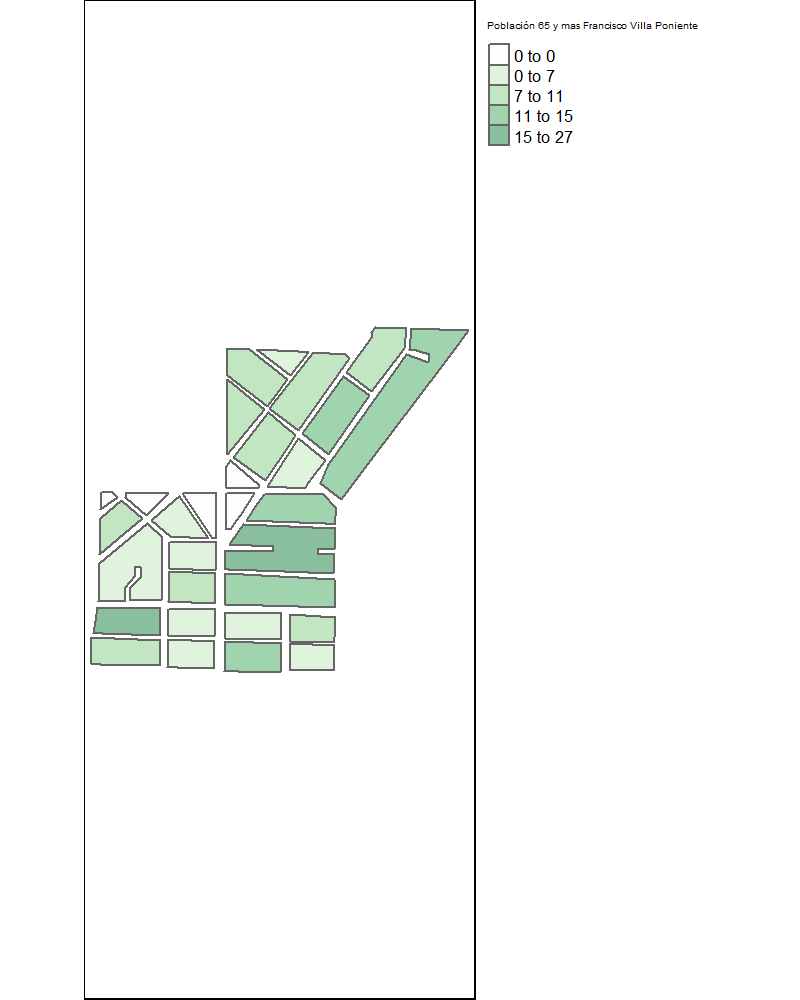 Población 65 y mas Francisco Villa Poniente
0 to 0
0 to 7
7 to 11
11 to 15
15 to 27